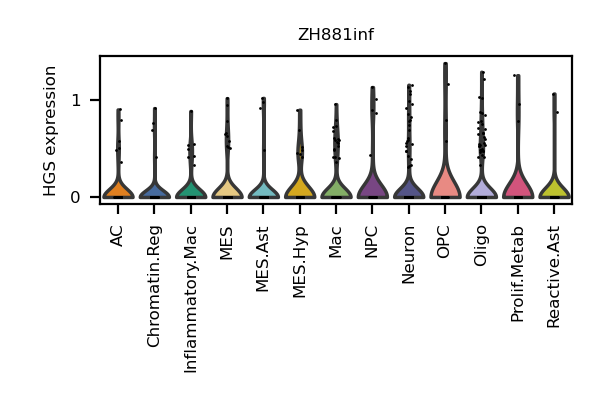 ZH881inf
HGS expression
1
0
AC
Chromatin.Reg
Inflammatory.Mac
MES
MES.Ast
MES.Hyp
Mac
NPC
Neuron
OPC
Oligo
Prolif.Metab
Reactive.Ast